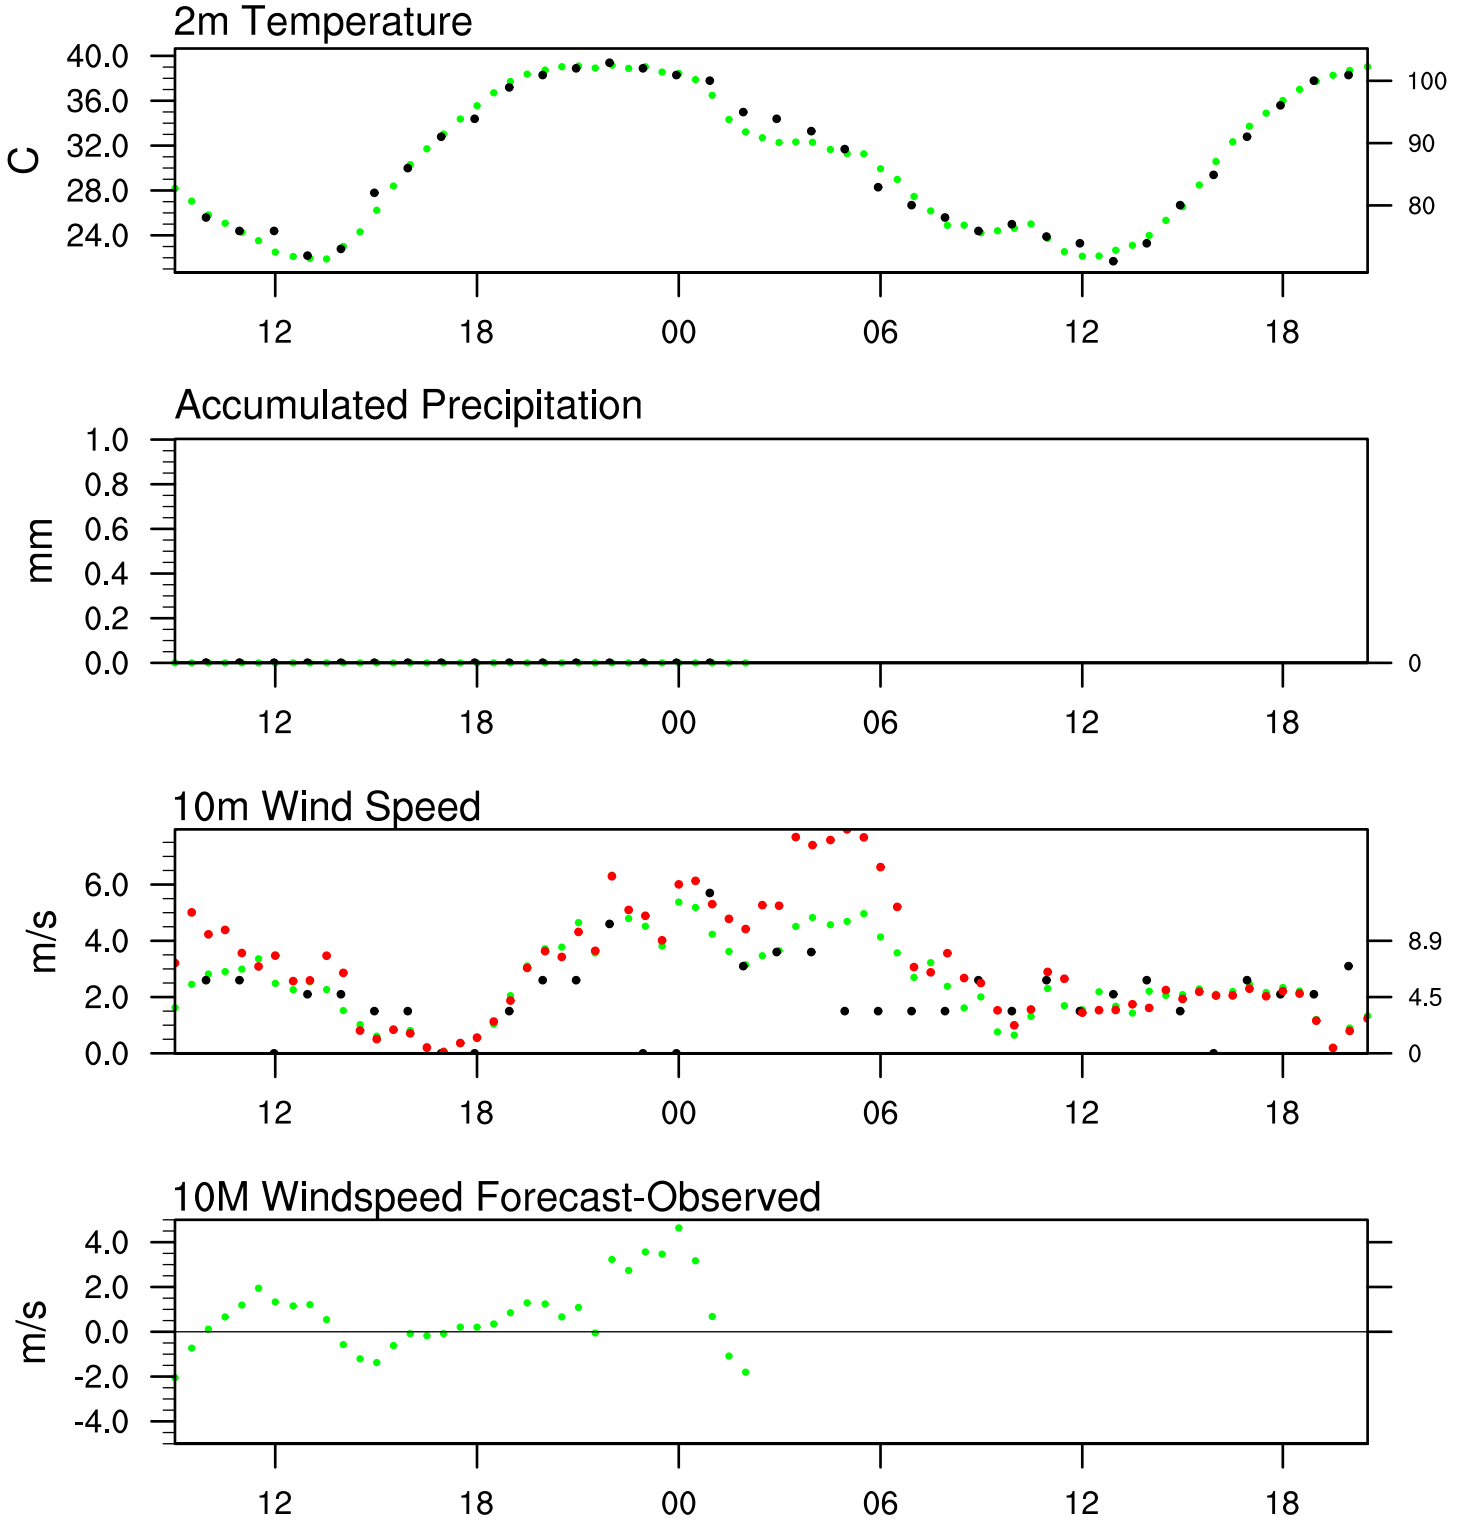 2m Temperature
40.0
36.0
32.0
28.0
24.0
C
100
90
80
12 18 00 06 12 18
Accumulated Precipitation
1.0
0.8
0.6
0.4
0.2
0.0
mm
0
12 18 00 06 12 18
10m Wind Speed
6.0
4.0
2.0
0.0
m/s
8.9
4.5
0
12 18 00 06 12 18
10M Windspeed Forecast-Observed
4.0
2.0
0.0
-2.0
-4.0
m/s
12 18 00 06 12 18